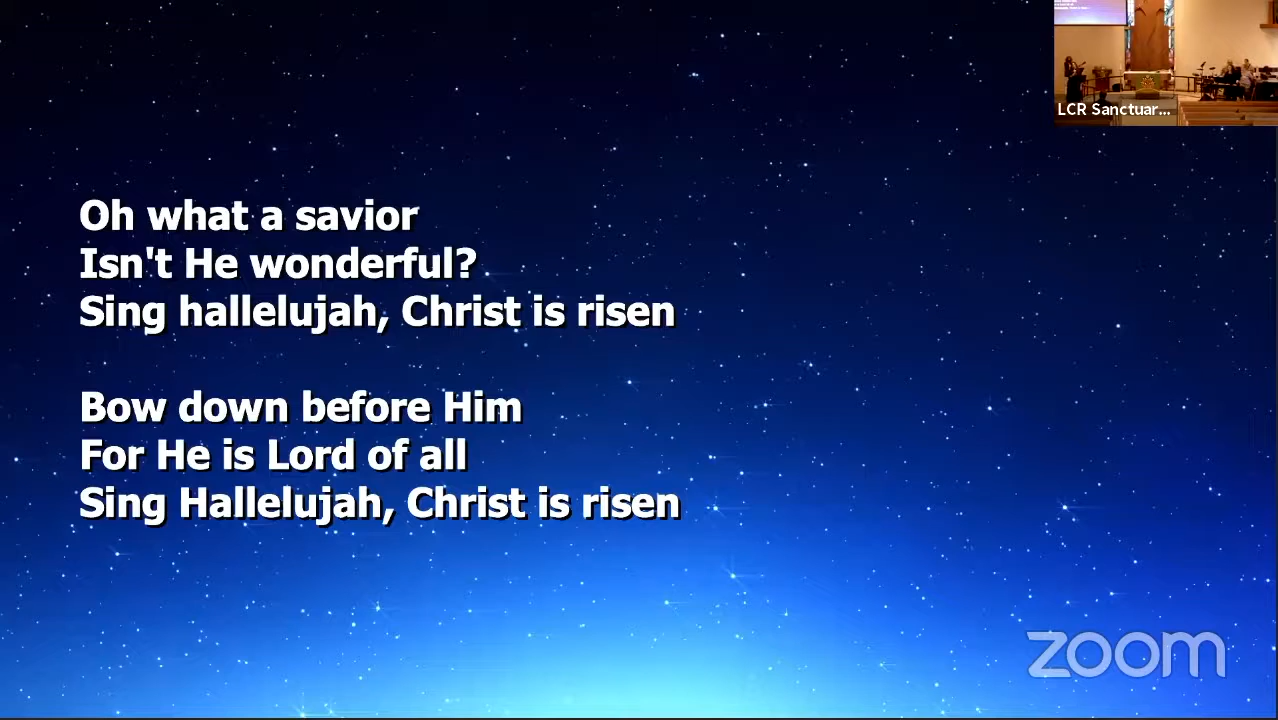 Oh what a savior
Isn't He wonderful?
Sing hallelujah, Christ is risen
Bow down before Him
For He is Lord of all
Sing Hallelujah, Christ is risen
LCR Sanctuar...
zoom